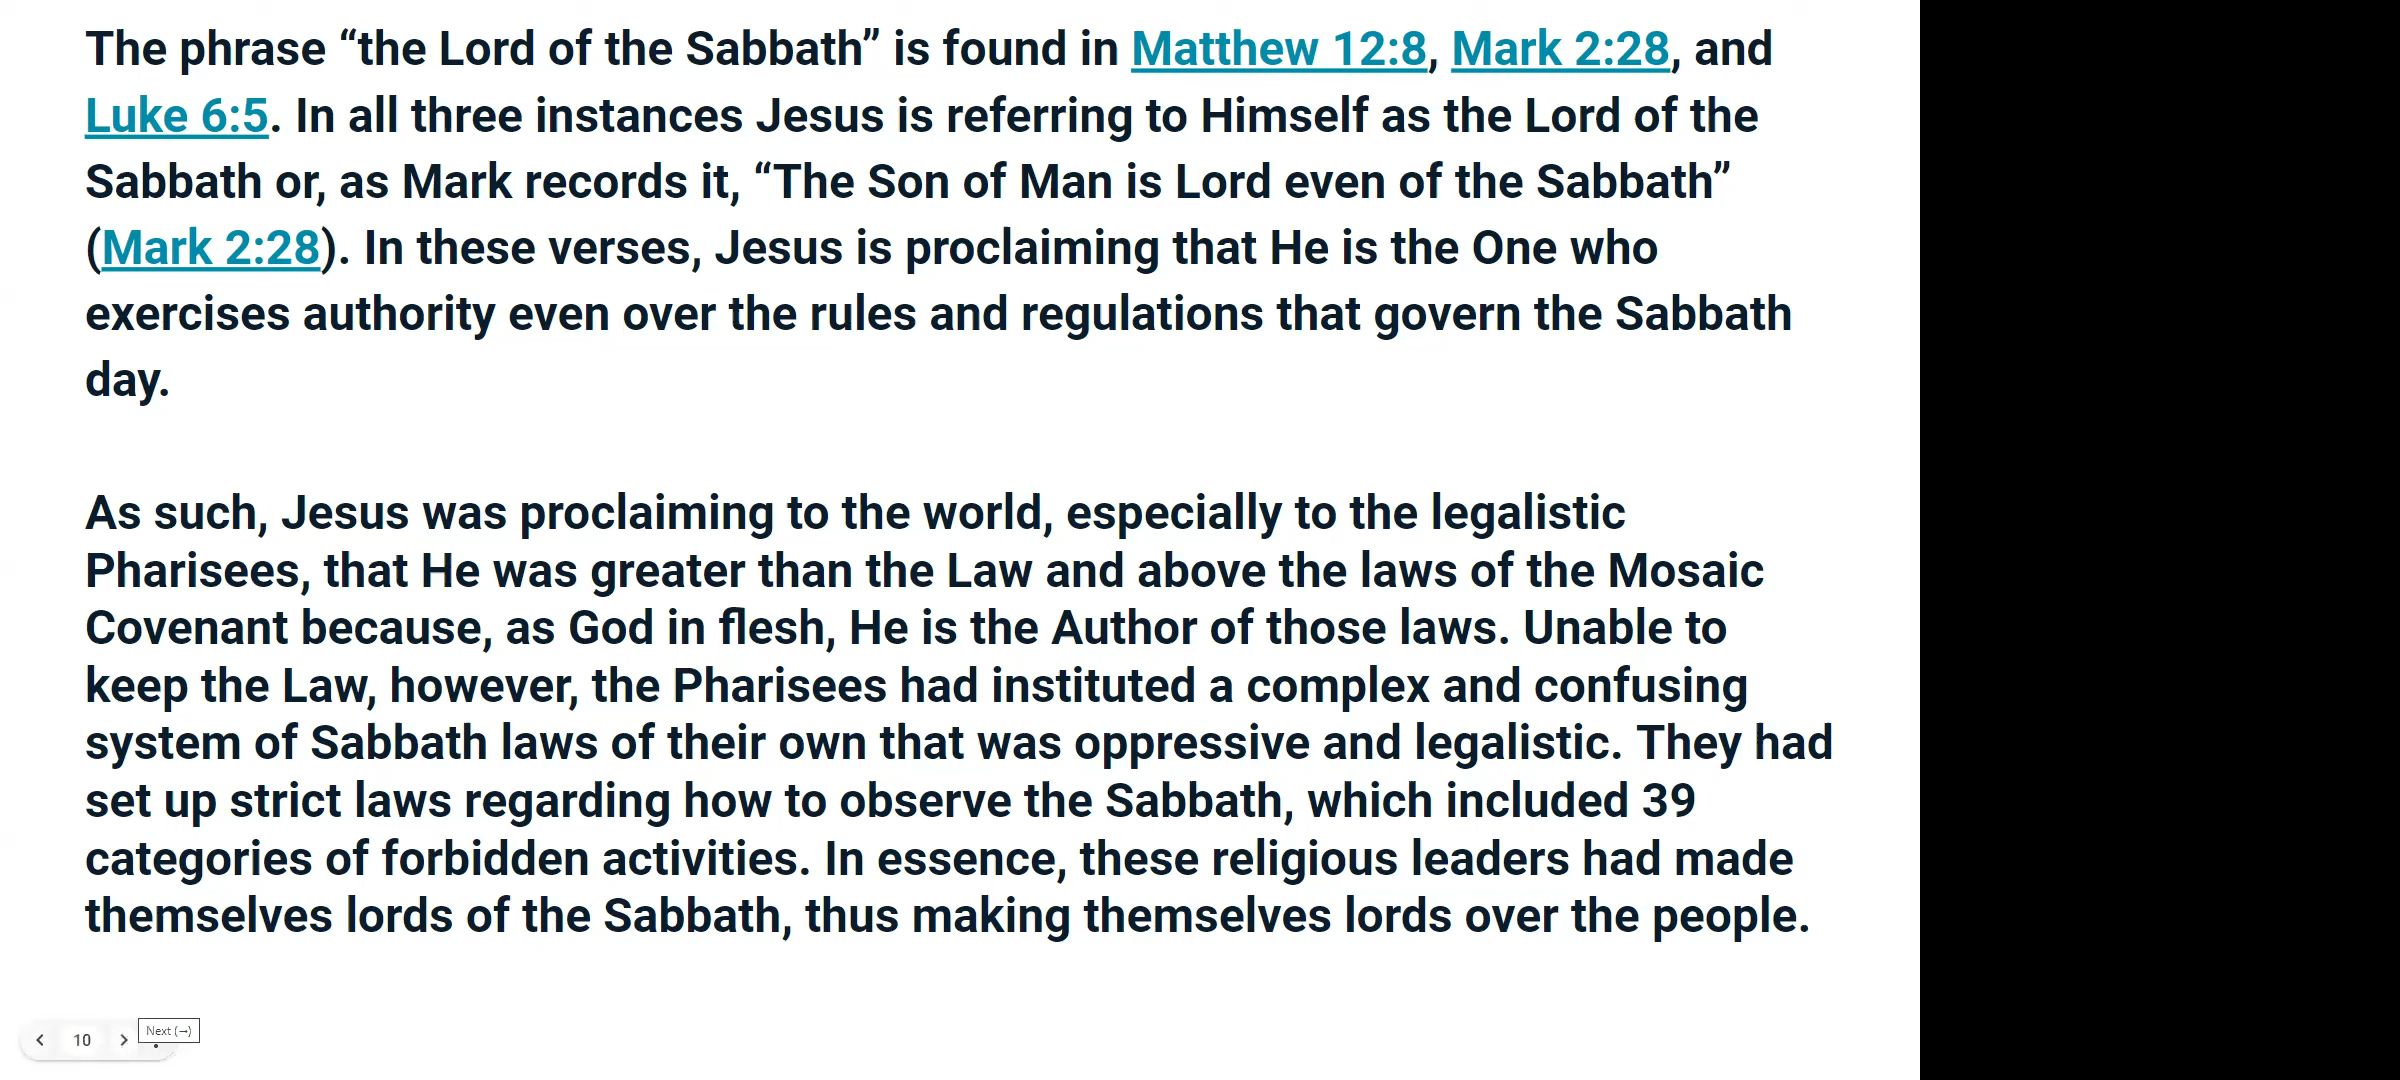 The phrase “the Lord of the Sabbath” is found in Matthew 12:8, Mark 2:28, and
Luke 6:5. In all three instances Jesus is referring to Himself as the Lord of the
Sabbath or, as Mark records it, “The Son of Man is Lord even of the Sabbath”
(Mark 2:28). In these verses, Jesus is proclaiming that He is the One who
exercises authority even over the rules and regulations that govern the Sabbath
day.
As such, Jesus was proclaiming to the world, especially to the legalistic
Pharisees, that He was greater than the Law and above the laws of the Mosaic
Covenant because, as God in flesh, He is the Author of those laws. Unable to
keep the Law, however, the Pharisees had instituted a complex and confusing
system of Sabbath laws of their own that was oppressive and legalistic. They had
set up strict laws regarding how to observe the Sabbath, which included 39
categories of forbidden activities. In essence, these religious leaders had made
themselves lords of the Sabbath, thus making themselves lords over the people.
10
Next (→)